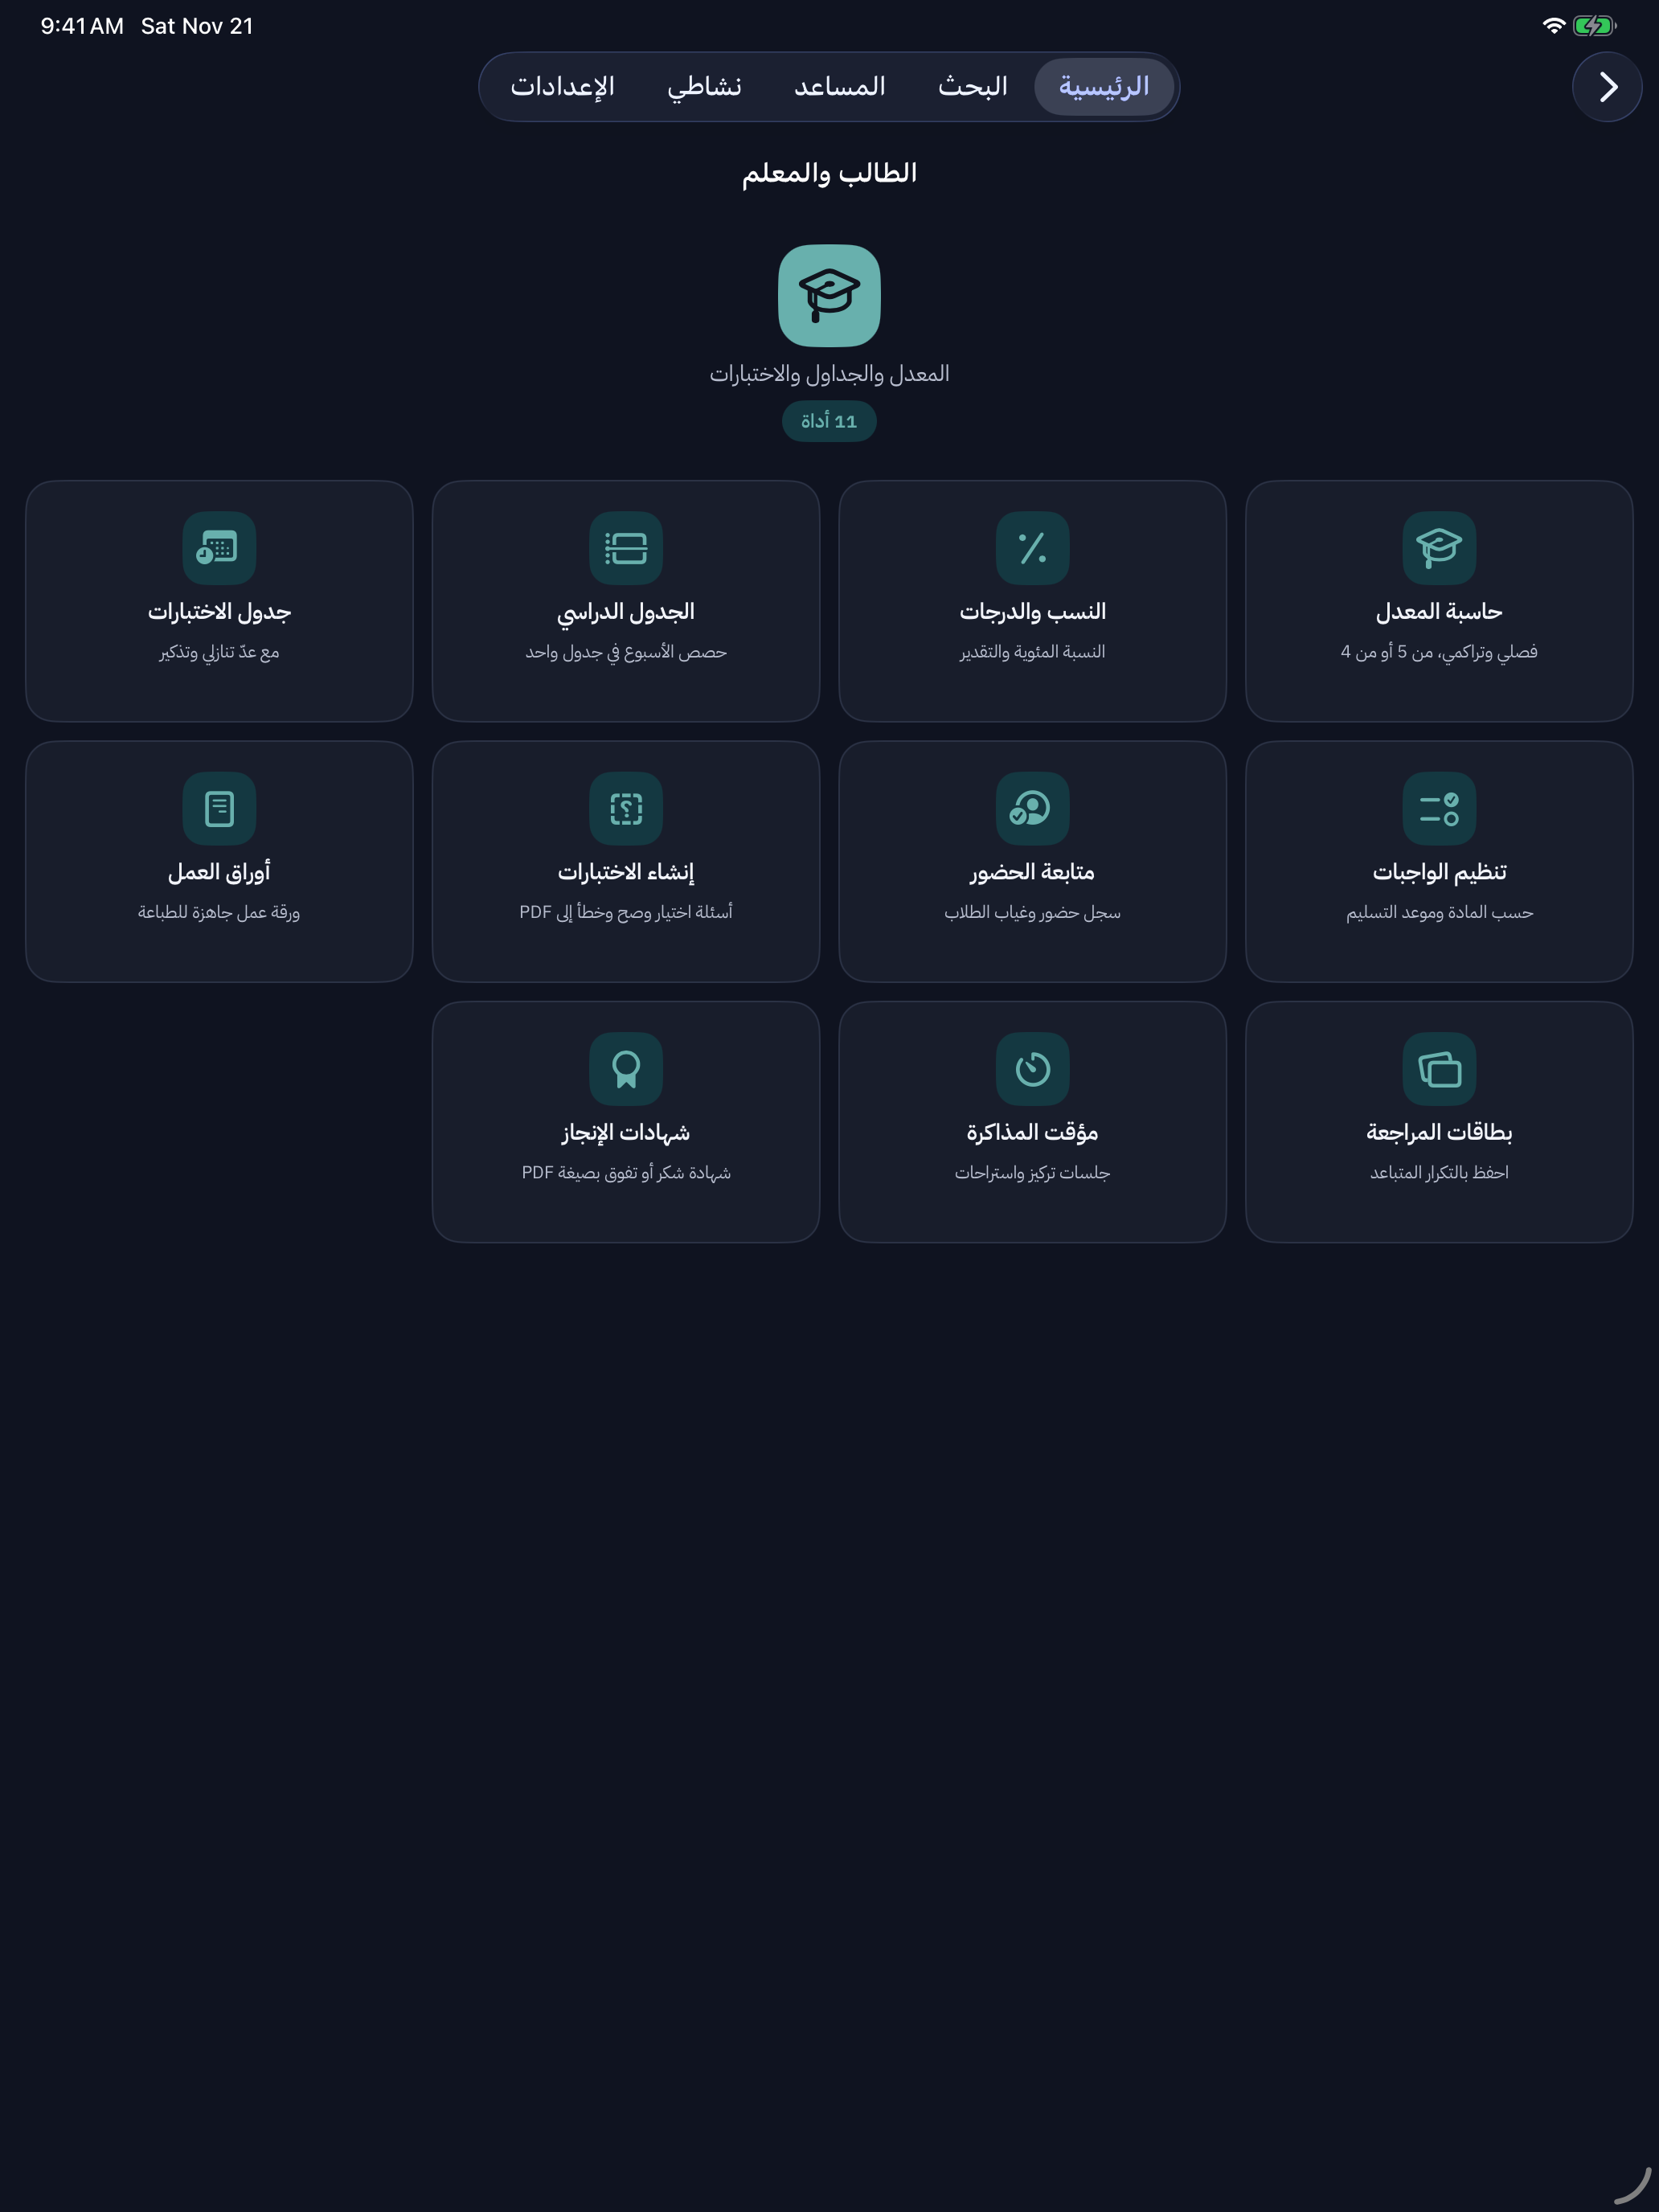 9:41 AM Sat Nov 21
الرئيسية البحث المساعد نشاطي الإعدادات
الطالب والمعلم
المعدل والجداول والاختبارات
11 أداة
حاسبة المعدل
فصلي وتراكمي، من 5 أو من 4
النسب والدرجات
النسبة المئوية والتقدير
الجدول الدراسي
حصص الأسبوع في جدول واحد
جدول الاختبارات
مع عدّ تنازلي وتذكير
تنظيم الواجبات
حسب المادة وموعد التسليم
متابعة الحضور
سجل حضور وغياب الطلاب
إنشاء الاختبارات
أسئلة اختيار وصح وخطأ إلى PDF
أوراق العمل
ورقة عمل جاهزة للطباعة
بطاقات المراجعة
احفظ بالتكرار المتباعد
مؤقت المذاكرة
جلسات تركيز واستراحات
شهادات الإنجاز
شهادة شكر أو تفوق بصيغة PDF